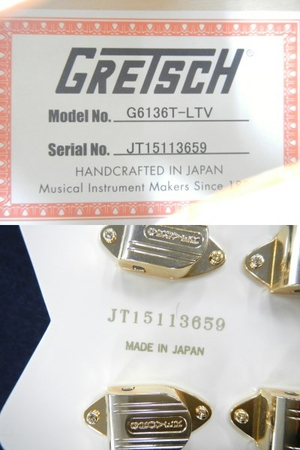 GRETSCH
Model No. G6136T-LTV
Serial No. JT15113659
HANDCRAFTED IN JAPAN
Musical Instrument Makers Since
JT15113659
MADE IN JAPAN